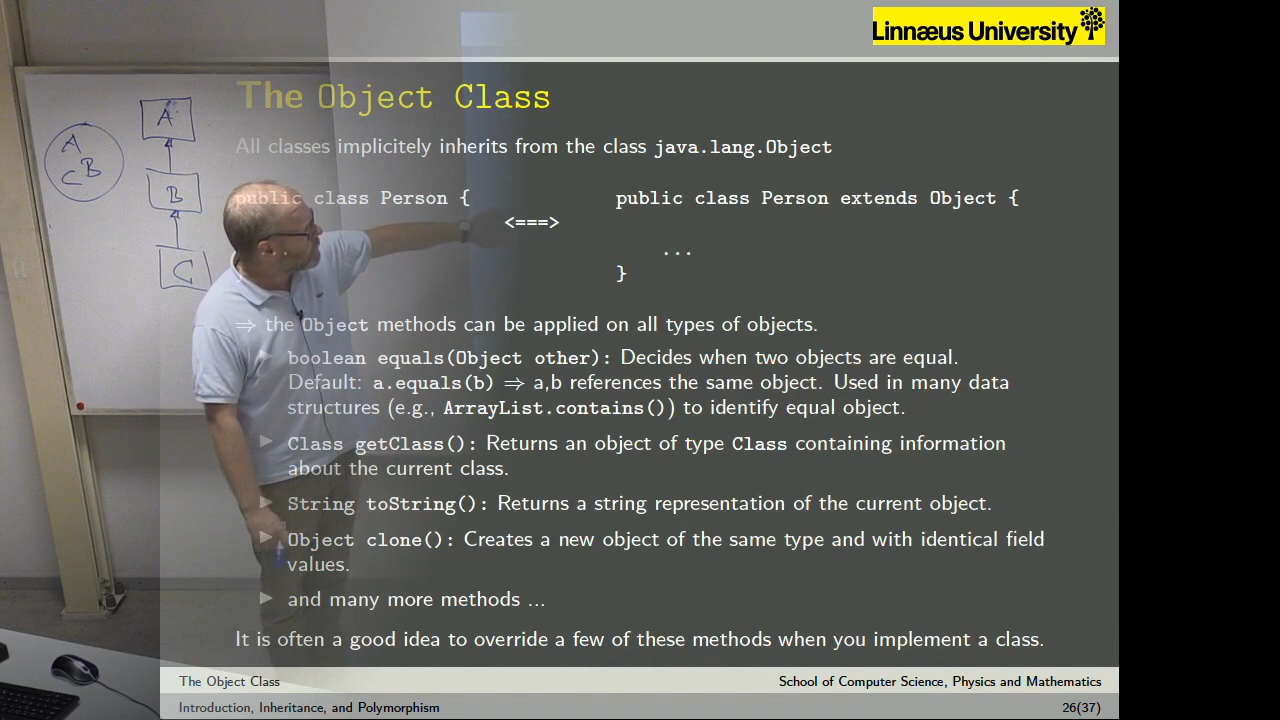 Linnæus University
A
A
B
C
B
C
The Object Class
All classes implicitely inherits from the class java.lang.Object
public class Person {
public class Person extends Object {
<===>
...
}
⇒ the Object methods can be applied on all types of objects.
► boolean equals(Object other): Decides when two objects are equal.
Default: a.equals(b) ⇒ a,b references the same object. Used in many data
structures (e.g., ArrayList.contains()) to identify equal object.
► Class getClass(): Returns an object of type Class containing information
about the current class.
► String toString(): Returns a string representation of the current object.
► Object clone(): Creates a new object of the same type and with identical field
values.
► and many more methods ...
It is often a good idea to override a few of these methods when you implement a class.
The Object Class
School of Computer Science, Physics and Mathematics
Introduction, Inheritance, and Polymorphism
26(37)